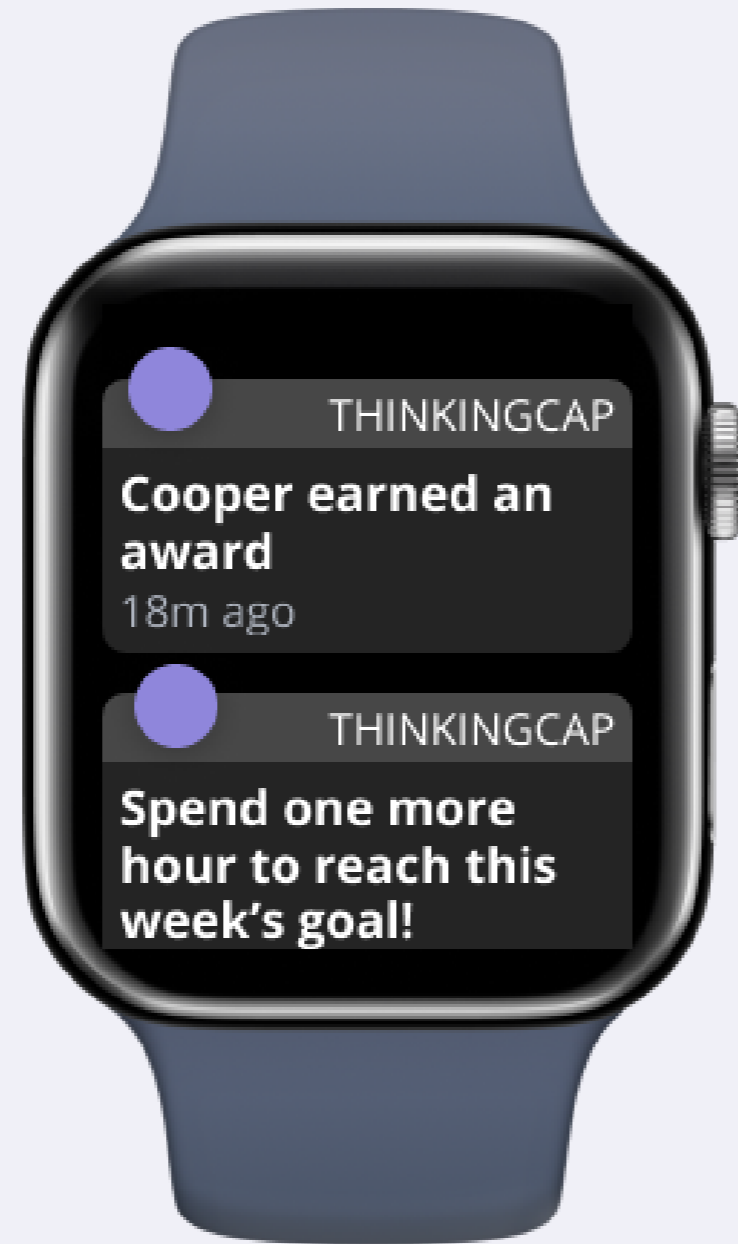 THINKINGCAP
Cooper earned an
award
18m ago
THINKINGCAP
Spend one more
hour to reach this
week’s goal!